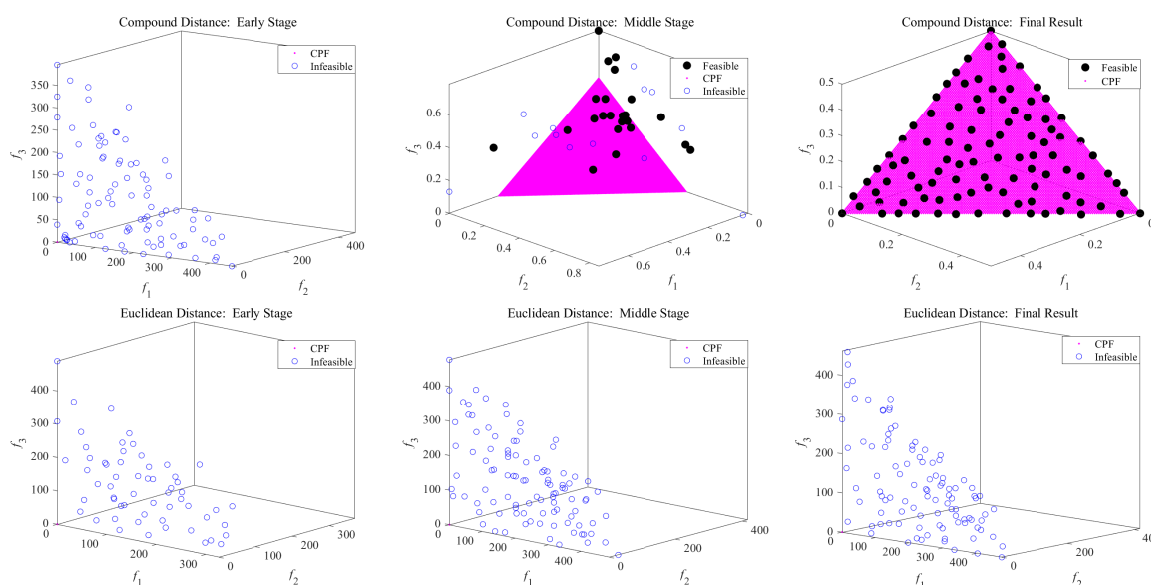 Compound Distance: Early Stage
CPF
Infeasible
350
300
250
200
150
100
50
0
f3
0
100
200
300
400
f1
0
200
400
f2
Compound Distance: Middle Stage
Feasible
CPF
Infeasible
0.6
0.4
0.2
0
f3
0.2
0.4
0.6
0.8
f2
0.6
0.4
0.2
0
f1
Compound Distance: Final Result
Feasible
CPF
0.5
0.4
0.3
0.2
0.1
0
f3
0.2
0.4
f2
0.4
0.2
0
f1
Euclidean Distance: Early Stage
CPF
Infeasible
400
300
200
100
0
f3
100
200
300
f1
0
100
200
300
f2
Euclidean Distance: Middle Stage
CPF
Infeasible
400
300
200
100
0
f3
100
200
300
400
f1
0
200
400
f2
Euclidean Distance: Final Result
CPF
Infeasible
400
300
200
100
0
f3
100
200
300
400
f1
0
200
40
f2